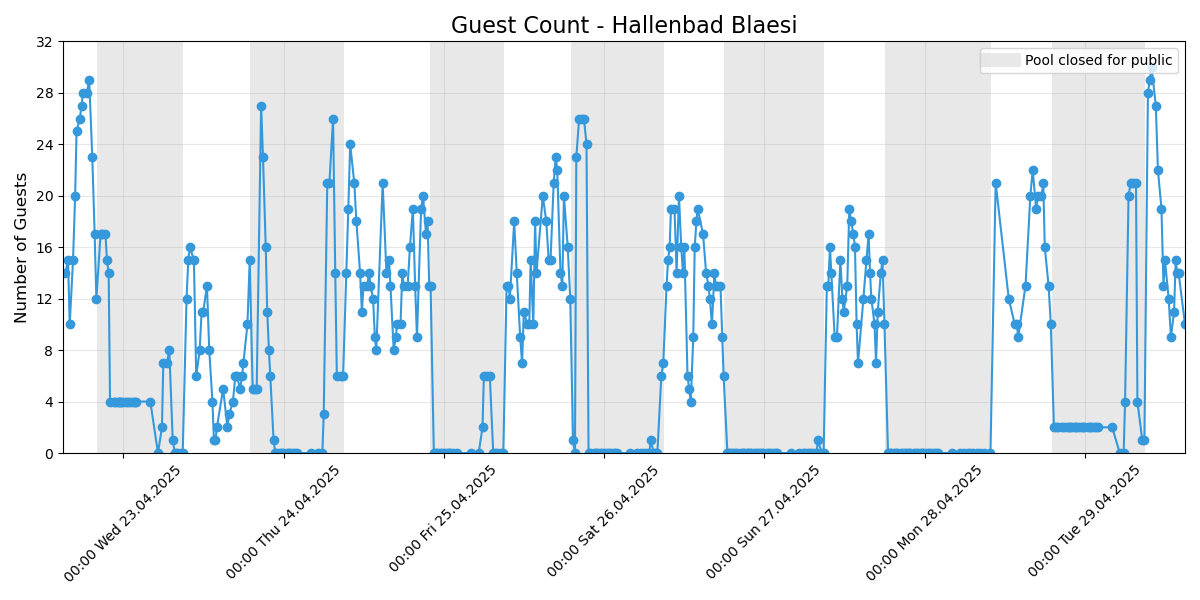 Guest Count - Hallenbad Blaesi
Pool closed for public
Number of Guests
32
28
24
20
16
12
8
4
0
00:00 Wed 23.04.2025
00:00 Thu 24.04.2025
00:00 Fri 25.04.2025
00:00 Sat 26.04.2025
00:00 Sun 27.04.2025
00:00 Mon 28.04.2025
00:00 Tue 29.04.2025